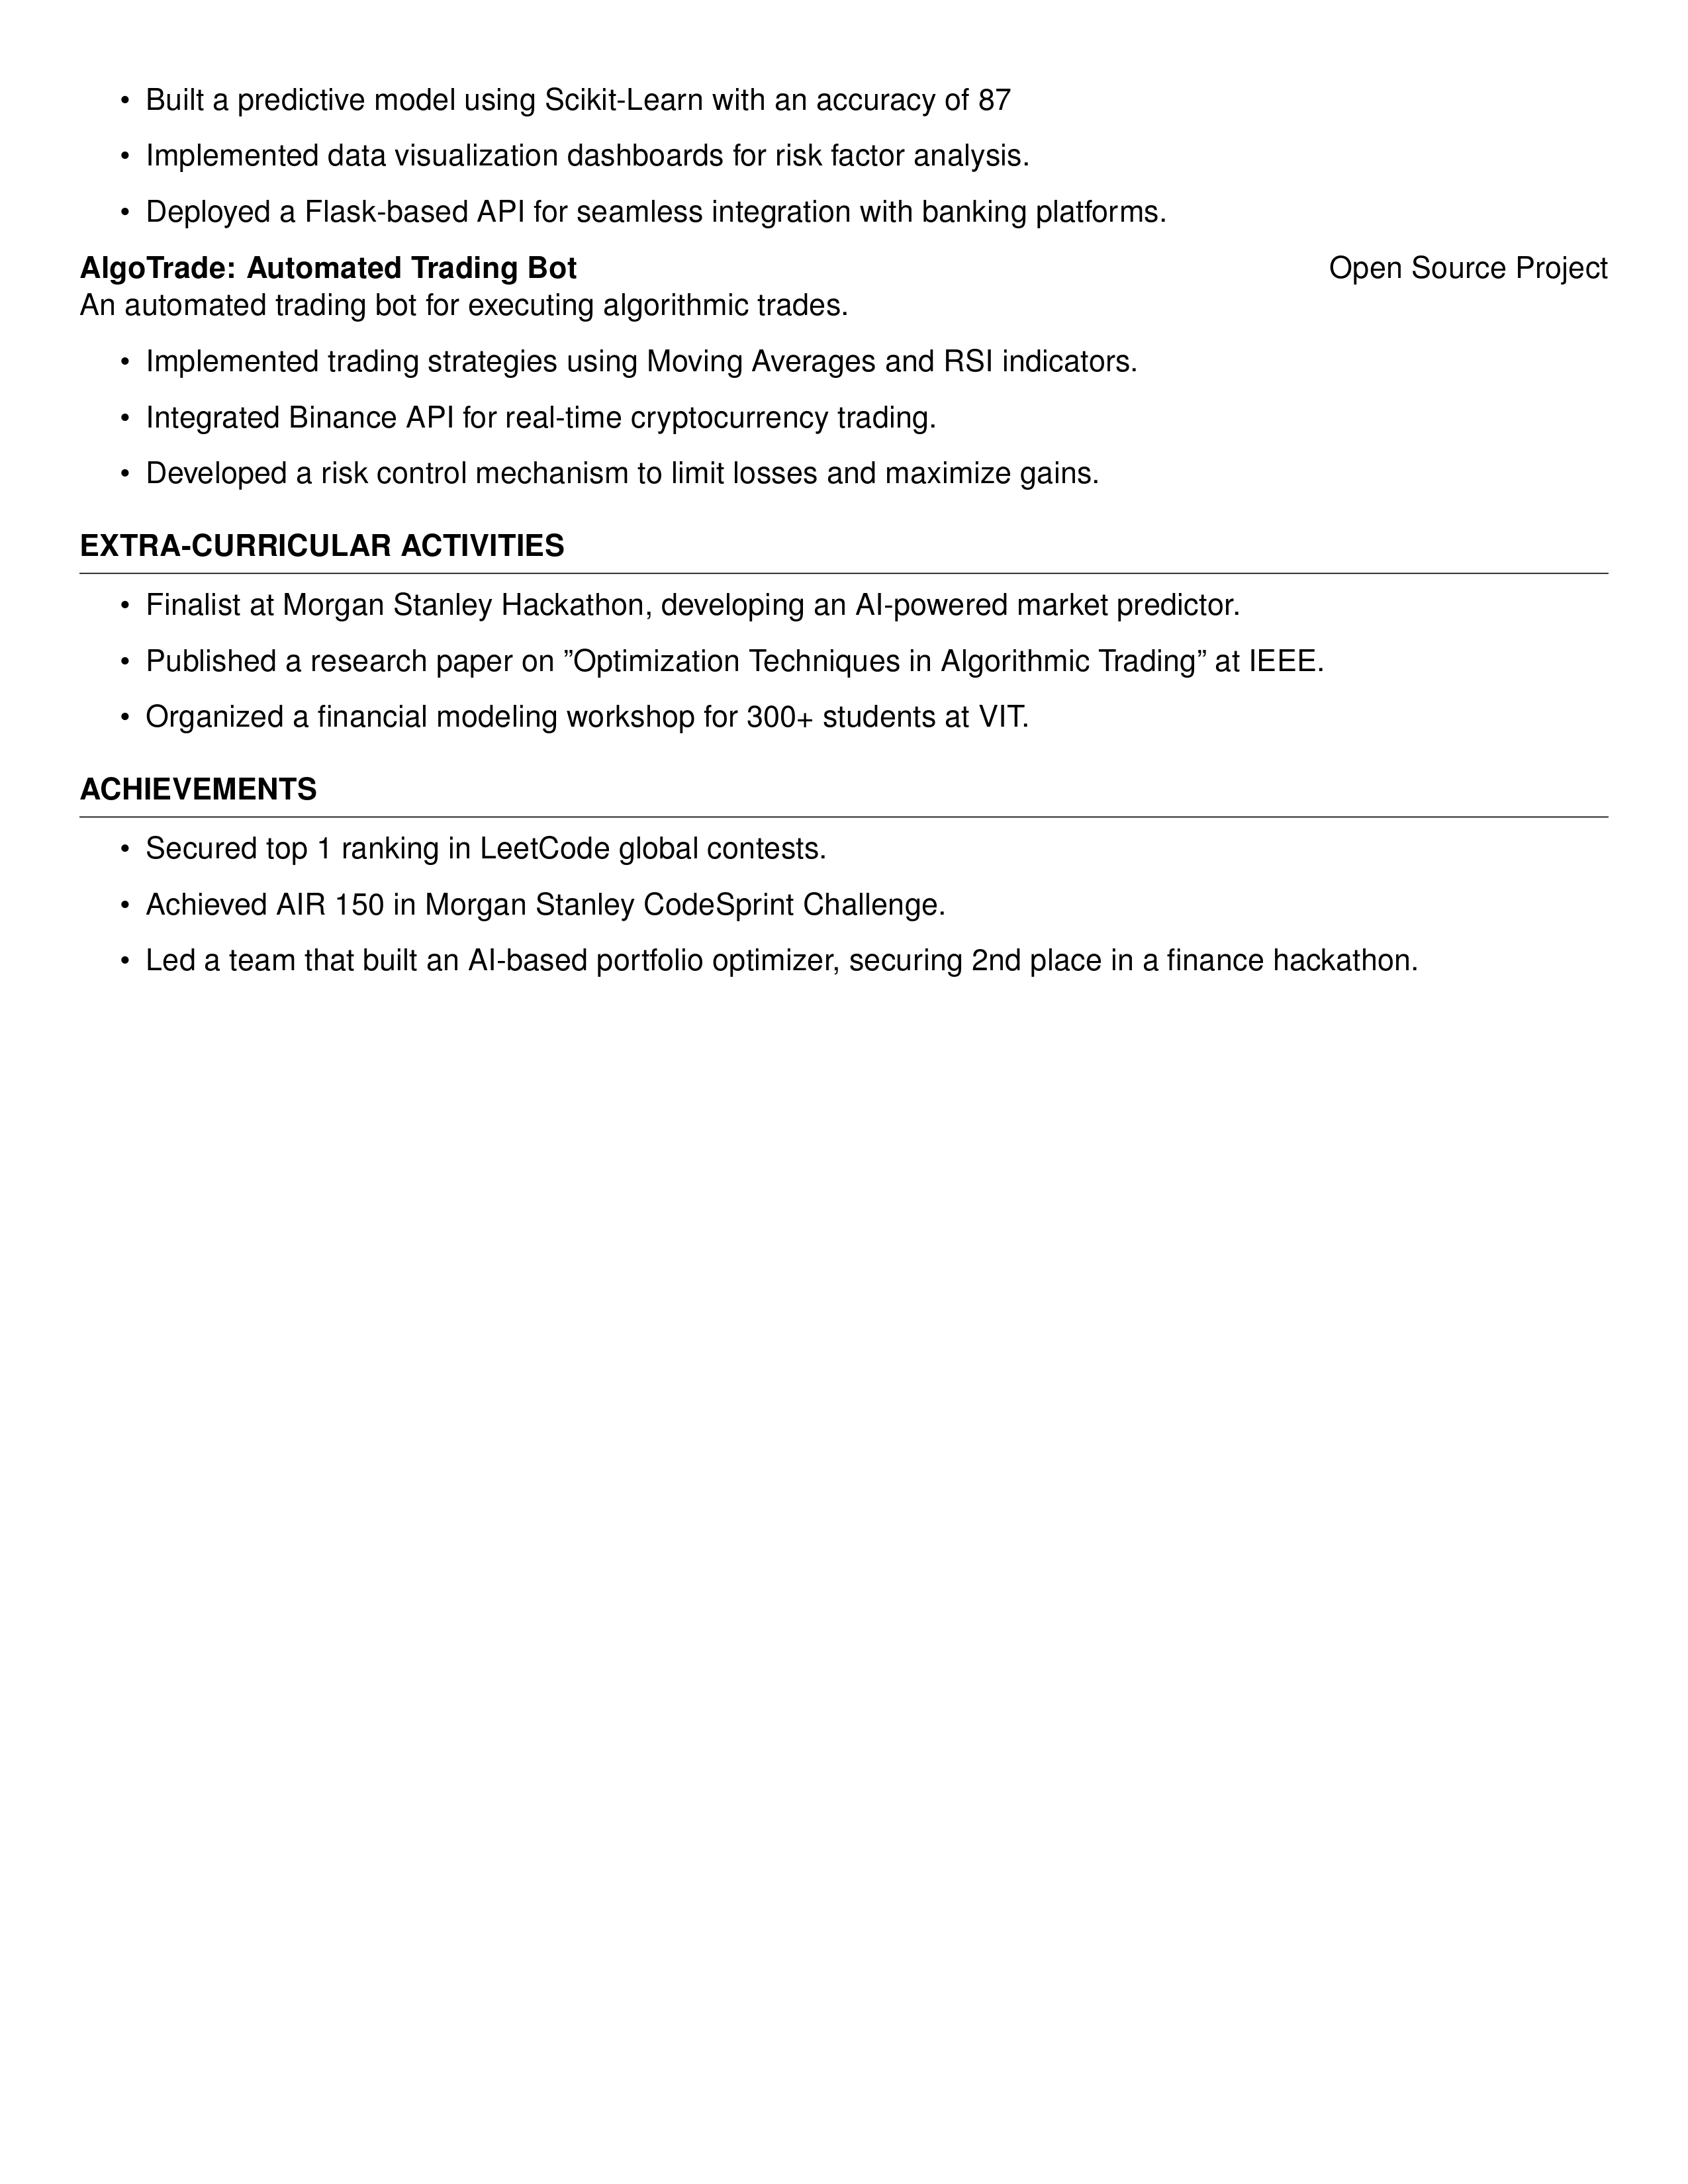 • Built a predictive model using Scikit-Learn with an accuracy of 87
• Implemented data visualization dashboards for risk factor analysis.
• Deployed a Flask-based API for seamless integration with banking platforms.
AlgoTrade: Automated Trading Bot Open Source Project
An automated trading bot for executing algorithmic trades.
• Implemented trading strategies using Moving Averages and RSI indicators.
• Integrated Binance API for real-time cryptocurrency trading.
• Developed a risk control mechanism to limit losses and maximize gains.
EXTRA-CURRICULAR ACTIVITIES
• Finalist at Morgan Stanley Hackathon, developing an AI-powered market predictor.
• Published a research paper on ”Optimization Techniques in Algorithmic Trading” at IEEE.
• Organized a financial modeling workshop for 300+ students at VIT.
ACHIEVEMENTS
• Secured top 1 ranking in LeetCode global contests.
• Achieved AIR 150 in Morgan Stanley CodeSprint Challenge.
• Led a team that built an AI-based portfolio optimizer, securing 2nd place in a finance hackathon.